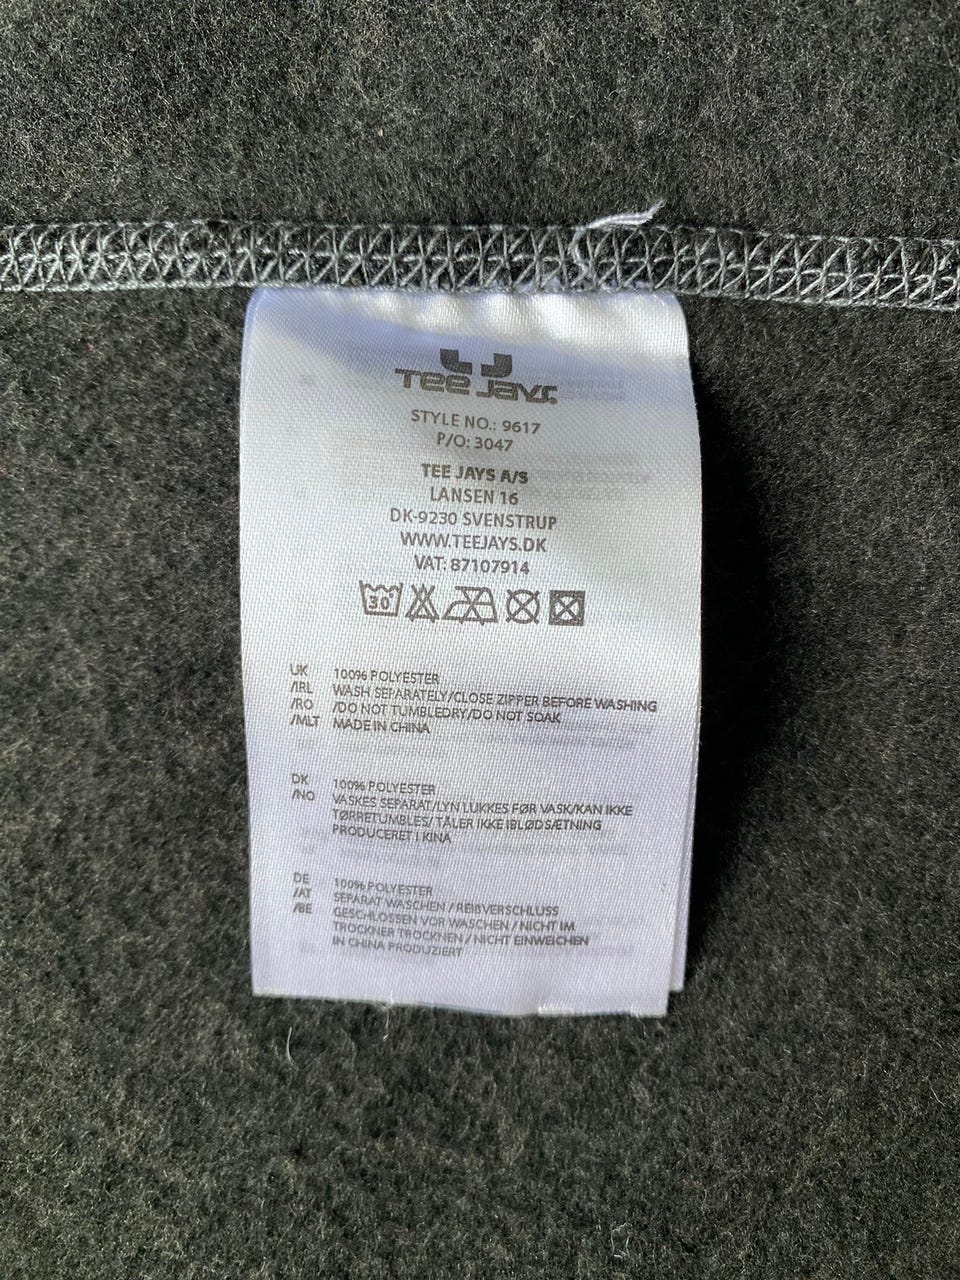 Tee Jays.
STYLE NO.: 9617
P/O: 3047
TEE JAYS A/S
LANSEN 16
DK-9230 SVENSTRUP
WWW.TEEJAYS.DK
VAT: 87107914
30
UK /IRL /RO /MLT
100% POLYESTER
WASH SEPARATELY/CLOSE ZIPPER BEFORE WASHING
/DO NOT TUMBLEDRY/DO NOT SOAK
MADE IN CHINA
DK /NO
100% POLYESTER
VASKES SEPARAT/LYN LUKKES FØR VASK/KAN IKKE
TØRRETUMBLES/ TÅLER IKKE IBLØDSÆTNING
PRODUCERET I KINA
DE /AT /BE
100% POLYESTER
SEPARAT WASCHEN / REIßVERSCHLUSS
GESCHLOSSEN VOR WASCHEN / NICHT IM
TROCKNER TROCKNEN / NICHT EINWEICHEN
IN CHINA PRODUZIERT